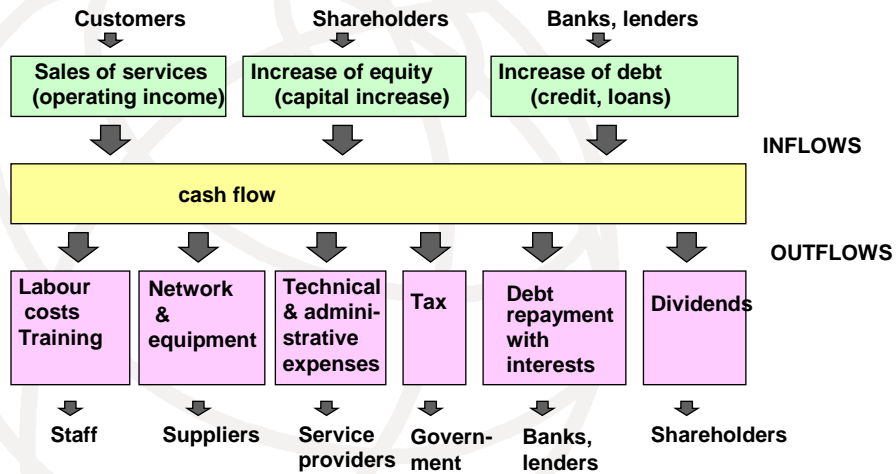 Customers
Shareholders
Banks, lenders
Sales of services
(operating income)
Increase of equity
(capital increase)
Increase of debt
(credit, loans)
INFLOWS
cash flow
OUTFLOWS
Labour
costs
Training
Network
&
equipment
Technical
& admini-
strative
expenses
Tax
Debt
repayment
with
interests
Dividends
Staff
Suppliers
Service
providers
Govern-
ment
Banks,
lenders
Shareholders